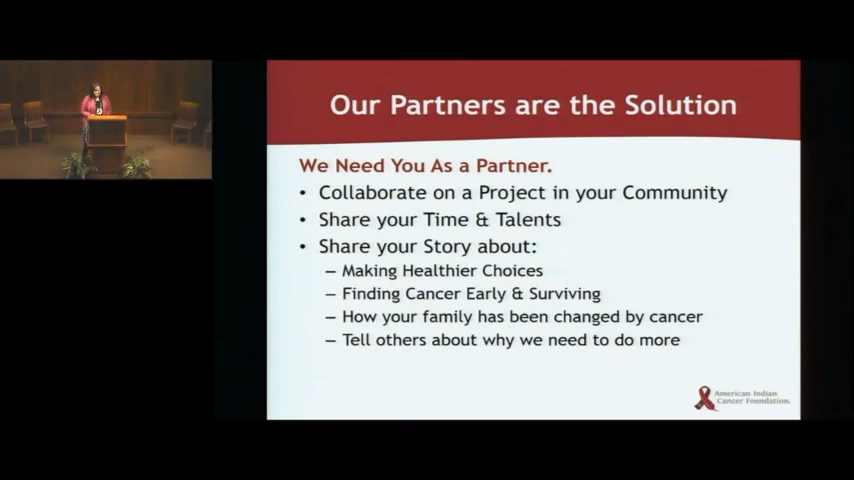 Our Partners are the Solution
We Need You As a Partner.
• Collaborate on a Project in your Community
• Share your Time & Talents
• Share your Story about:
– Making Healthier Choices
– Finding Cancer Early & Surviving
– How your family has been changed by cancer
– Tell others about why we need to do more
American Indian
Cancer Foundation.